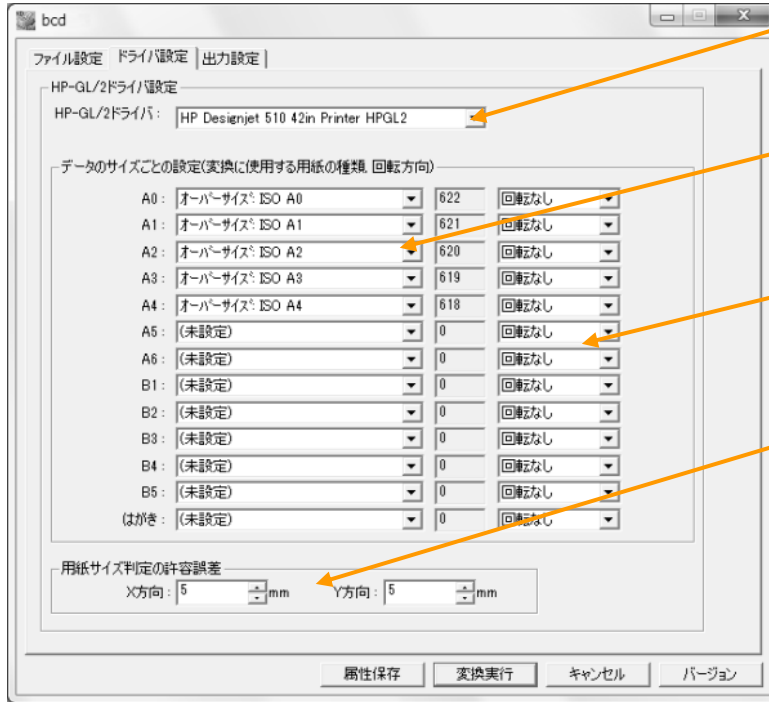 bcd
ファイル設定 ドライバ設定 出力設定
HP-GL/2ドライバ設定
HP-GL/2ドライバ: HP Designjet 510 42in Printer HPGL2
データのサイズごとの設定(変換に使用する用紙の種類, 回転方向)
A0: オーバーサイズ: ISO A0 622 回転なし
A1: オーバーサイズ: ISO A1 621 回転なし
A2: オーバーサイズ: ISO A2 620 回転なし
A3: オーバーサイズ: ISO A3 619 回転なし
A4: オーバーサイズ: ISO A4 618 回転なし
A5: (未設定) 0 回転なし
A6: (未設定) 0 回転なし
B1: (未設定) 0 回転なし
B2: (未設定) 0 回転なし
B3: (未設定) 0 回転なし
B4: (未設定) 0 回転なし
B5: (未設定) 0 回転なし
はがき: (未設定) 0 回転なし
用紙サイズ判定の許容誤差
X方向: 5 mm Y方向: 5 mm
属性保存 変換実行 キャンセル バージョン